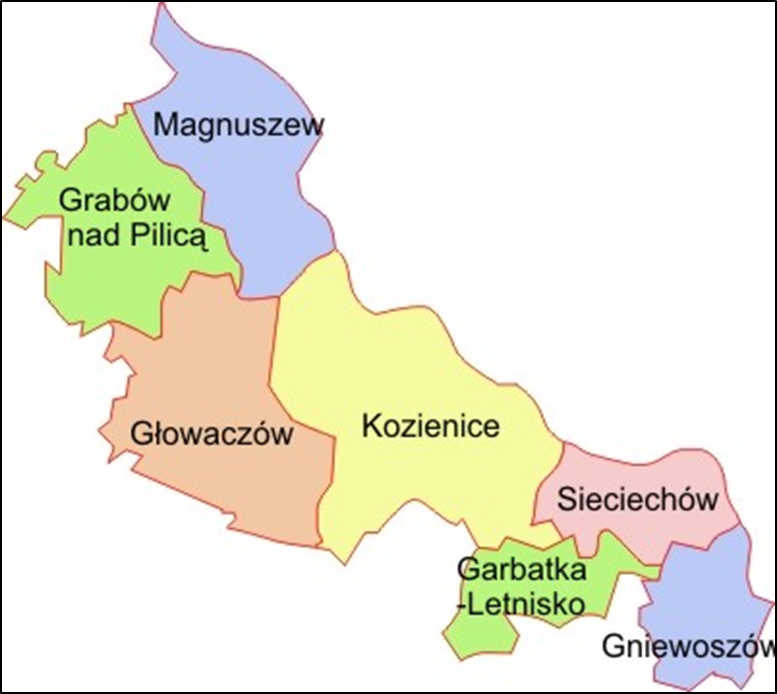 Magnuszew
Grabów
nad Pilicą
Kozienice
Głowaczów
Sieciechów
Garbatka
-Letnisko
Gniewoszów